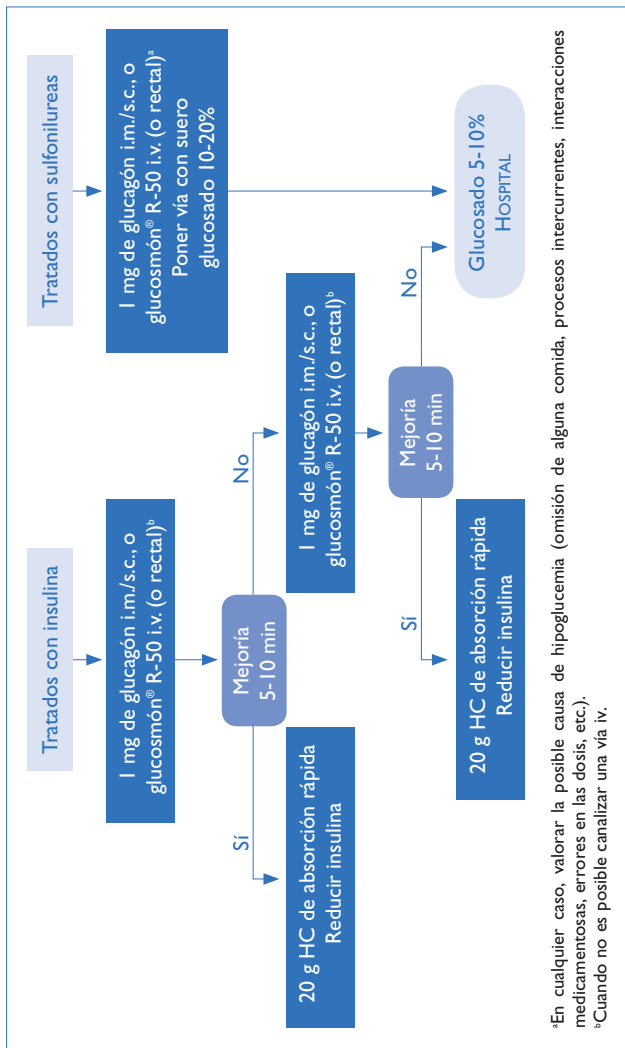 Tratados con insulina
Tratados con sulfonilureas
1 mg de glucagón i.m./s.c., o
glucosmón® R-50 i.v. (o rectal)ᵇ
1 mg de glucagón i.m./s.c., o
glucosmón® R-50 i.v. (o rectal)ᵃ
Poner vía con suero
glucosado 10-20%
Mejoría
5-10 min
Sí
No
20 g HC de absorción rápida
Reducir insulina
1 mg de glucagón i.m./s.c., o
glucosmón® R-50 i.v. (o rectal)ᵇ
Mejoría
5-10 min
Sí
No
20 g HC de absorción rápida
Reducir insulina
Glucosado 5-10%
HOSPITAL
ᵃEn cualquier caso, valorar la posible causa de hipoglucemia (omisión de alguna comida, procesos intercurrentes, interacciones
medicamentosas, errores en las dosis, etc.).
ᵇCuando no es posible canalizar una vía iv.